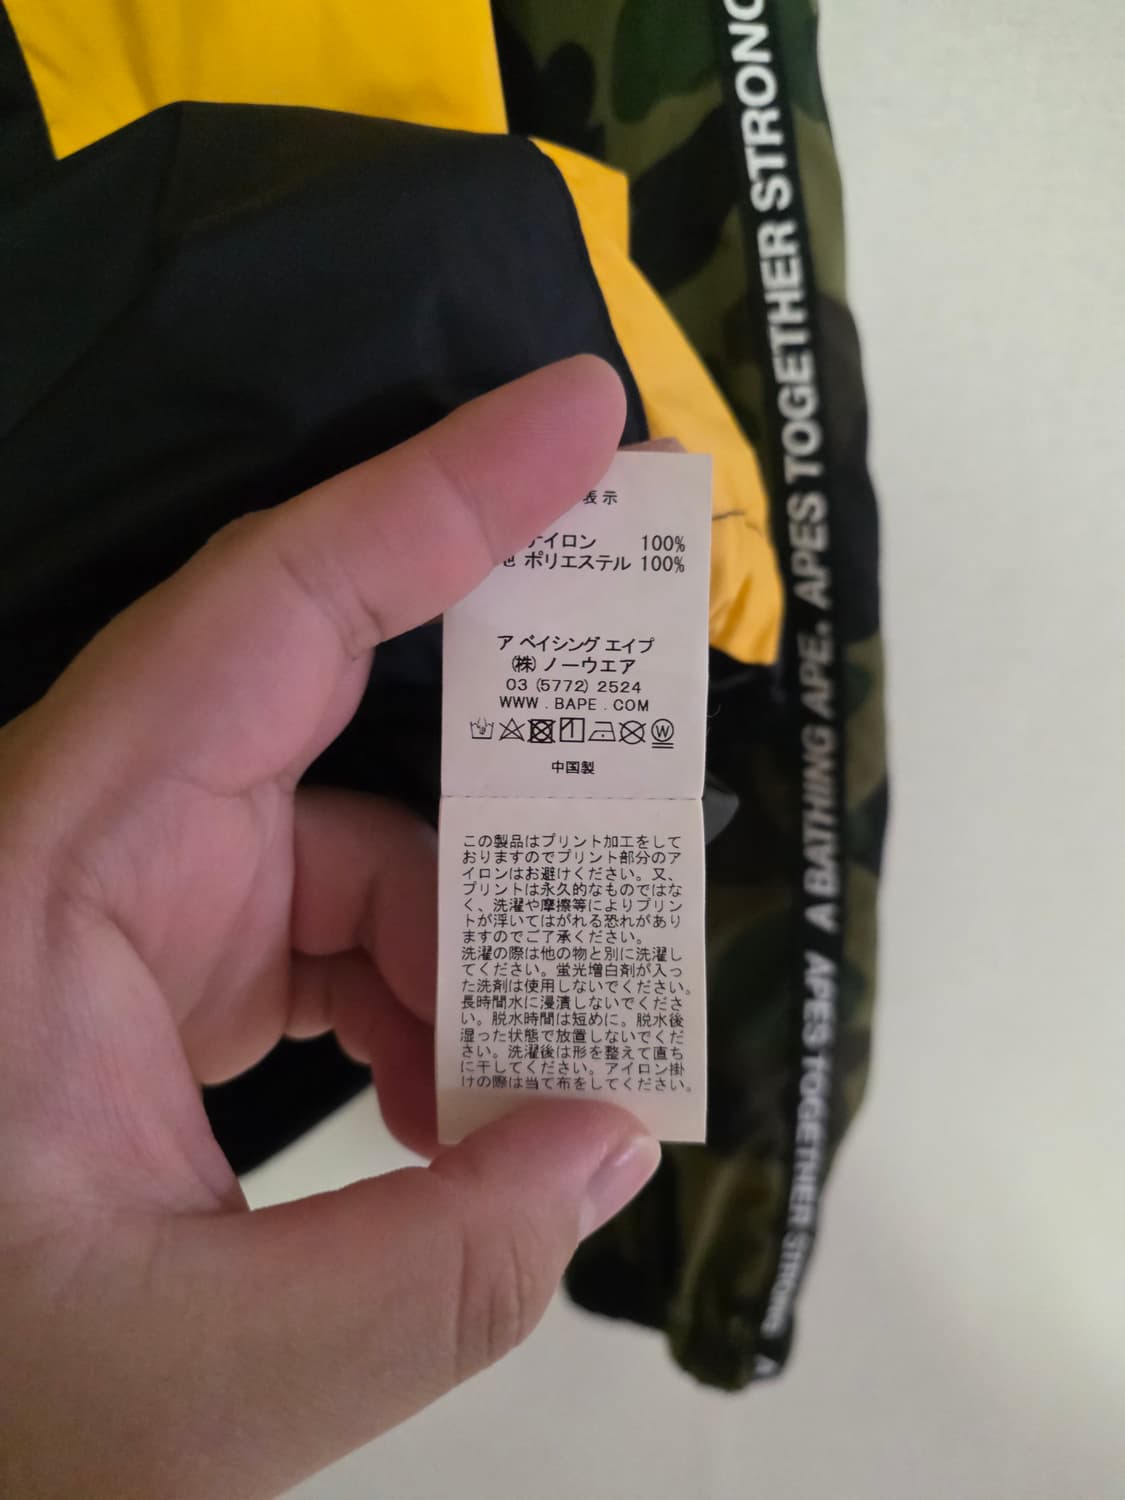 表示
ナイロン 100%
ポリエステル 100%
ア ベイシング エイプ
(株) ノーウエア
03 (5772) 2524
WWW . BAPE . COM
W
中国製
この製品はプリント加工をして
おりますのでプリント部分のア
イロンはお避けください。又、
プリントは永久的なものではな
く、洗濯や摩擦等によりプリン
トが浮いてはがれる恐れがあり
ますのでご了承ください。
洗濯の際は他の物と別に洗濯し
てください。蛍光増白剤が入っ
た洗剤は使用しないでください。
長時間水に浸漬しないでくださ
い。脱水時間は短めに。脱水後
湿った状態で放置しないでくだ
さい。洗濯後は形を整えて直ち
に干してください。アイロン掛
けの際は当て布をしてください。
A BATHING APE. APES TOGETHER STRONG
APES TOGETHER STRONG
A